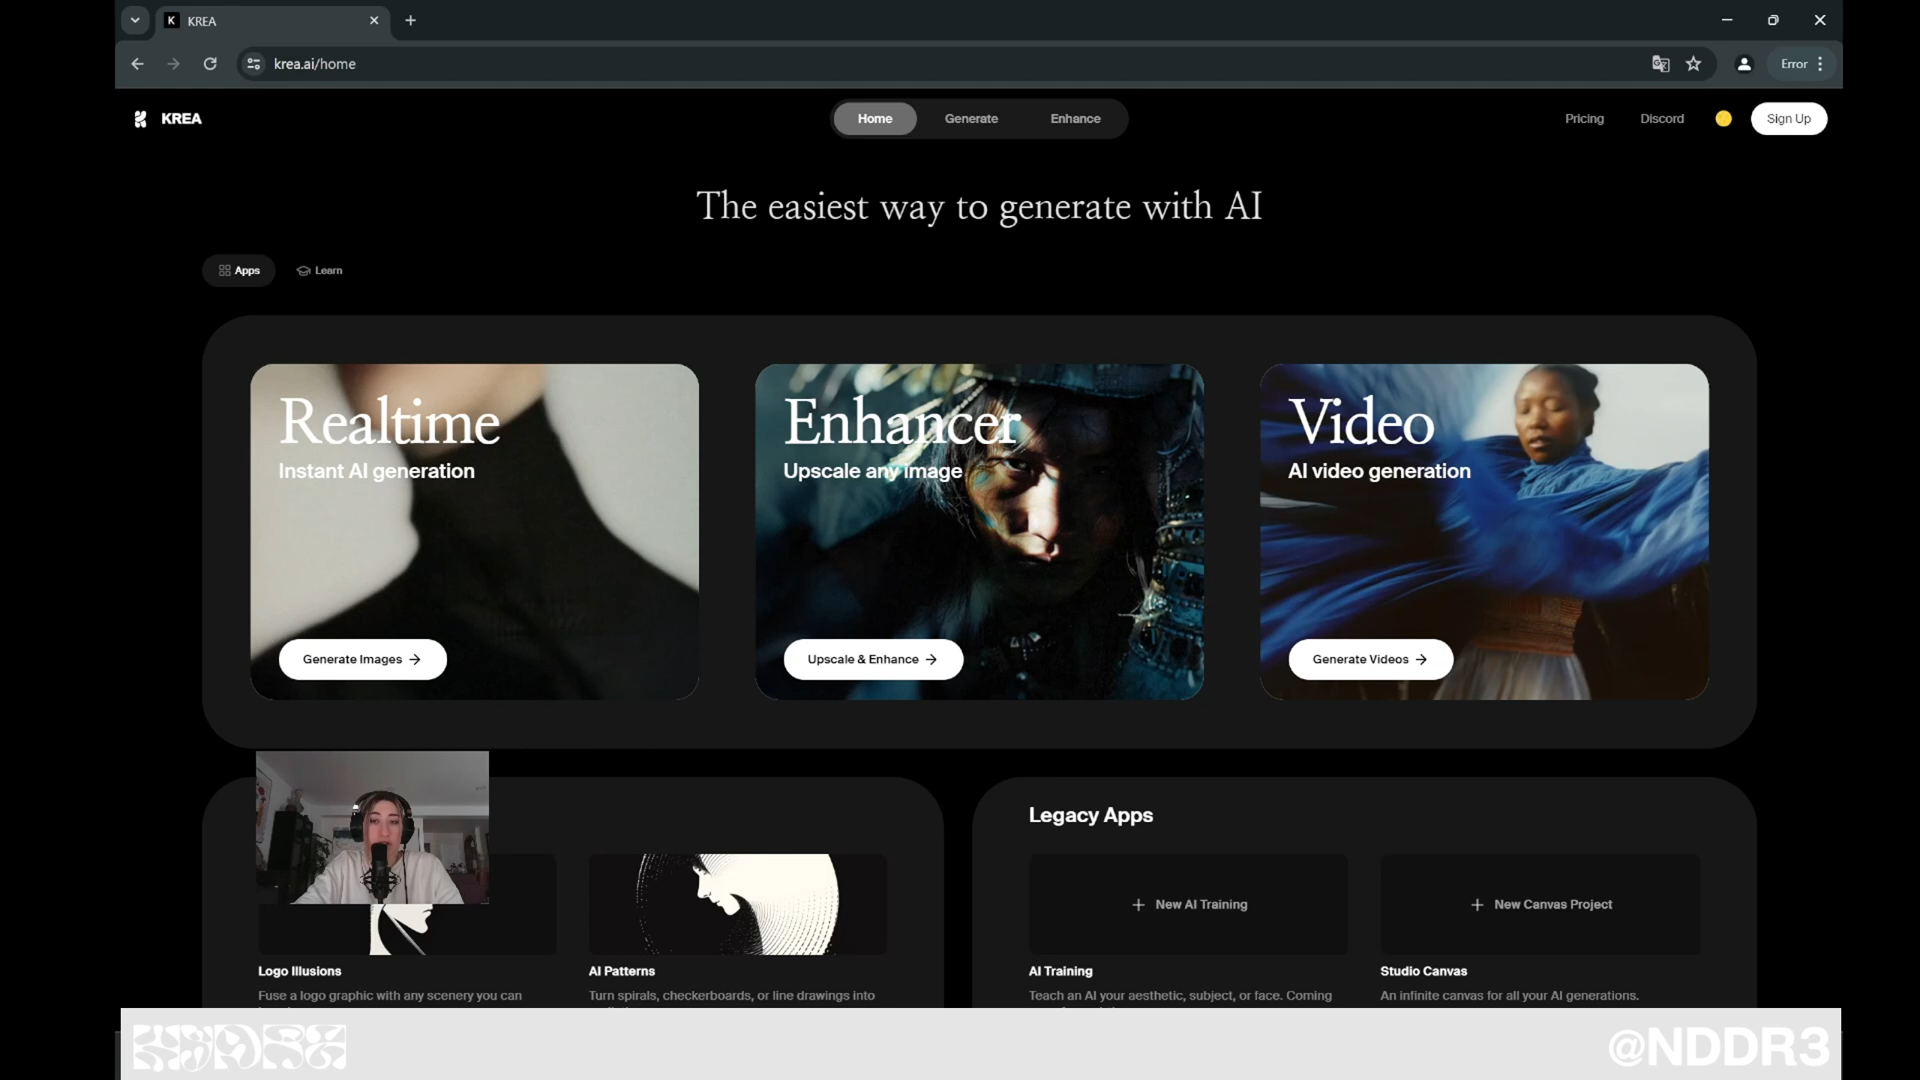 KREA
krea.ai/home
Error
KREA
Home Generate Enhance
Pricing Discord Sign Up
The easiest way to generate with AI
Apps Learn
Realtime
Instant AI generation
Generate Images
Enhancer
Upscale any image
Upscale & Enhance
Video
AI video generation
Generate Videos
Logo Illusions
Fuse a logo graphic with any scenery you can
AI Patterns
Turn spirals, checkerboards, or line drawings into
Legacy Apps
New AI Training
AI Training
Teach an AI your aesthetic, subject, or face. Coming
New Canvas Project
Studio Canvas
An infinite canvas for all your AI generations.
@NDDR3